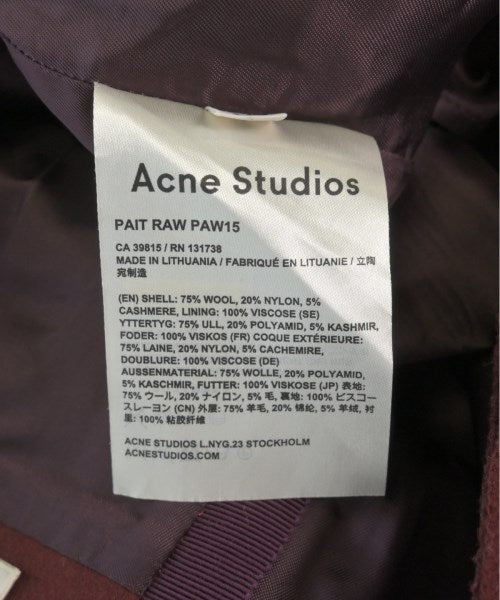 Acne Studios
PAIT RAW PAW15
CA 39815 / RN 131738
MADE IN LITHUANIA / FABRIQUÉ EN LITUANIE / 立陶
宛制造
(EN) SHELL: 75% WOOL, 20% NYLON, 5%
CASHMERE, LINING: 100% VISCOSE (SE)
YTTERTYG: 75% ULL, 20% POLYAMID, 5% KASHMIR,
FODER: 100% VISKOS (FR) COQUE EXTÉRIEURE:
75% LAINE, 20% NYLON, 5% CACHEMIRE,
DOUBLURE: 100% VISCOSE (DE)
AUSSENMATERIAL: 75% WOLLE, 20% POLYAMID,
5% KASCHMIR, FUTTER: 100% VISKOSE (JP) 表地:
75% ウール, 20% ナイロン, 5% 毛, 裏地: 100% ビスコー
スレーヨン (CN) 外层: 75% 羊毛, 20% 锦纶, 5% 羊绒, 衬
里: 100% 粘胶纤维
ACNE STUDIOS L.NYG.23 STOCKHOLM
ACNESTUDIOS.COM